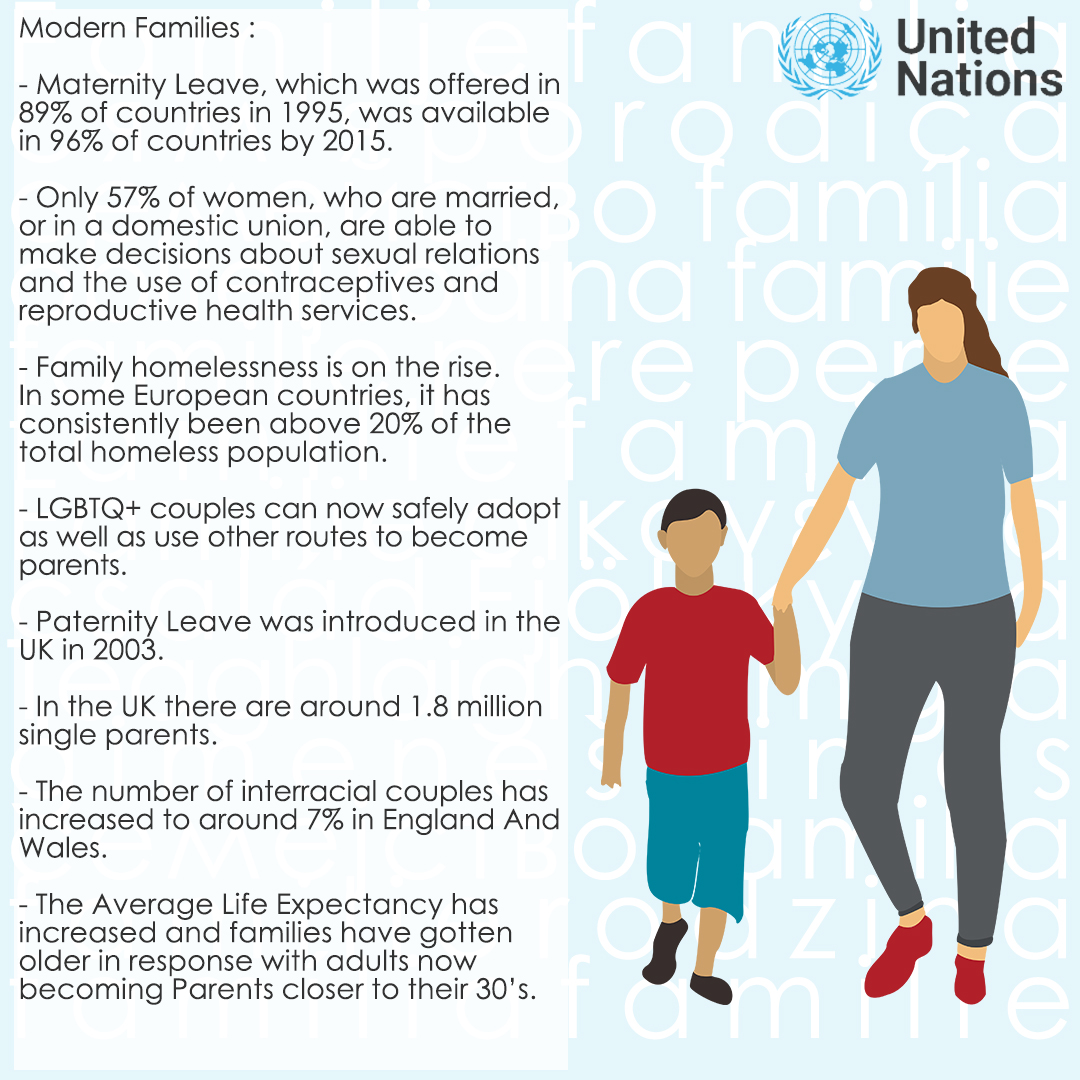 Modern Families :
- Maternity Leave, which was offered in
89% of countries in 1995, was available
in 96% of countries by 2015.
- Only 57% of women, who are married,
or in a domestic union, are able to
make decisions about sexual relations
and the use of contraceptives and
reproductive health services.
- Family homelessness is on the rise.
In some European countries, it has
consistently been above 20% of the
total homeless population.
- LGBTQ+ couples can now safely adopt
as well as use other routes to become
parents.
- Paternity Leave was introduced in the
UK in 2003.
- In the UK there are around 1.8 million
single parents.
- The number of interracial couples has
increased to around 7% in England And
Wales.
- The Average Life Expectancy has
increased and families have gotten
older in response with adults now
becoming Parents closer to their 30's.
United
Nations
família
familie